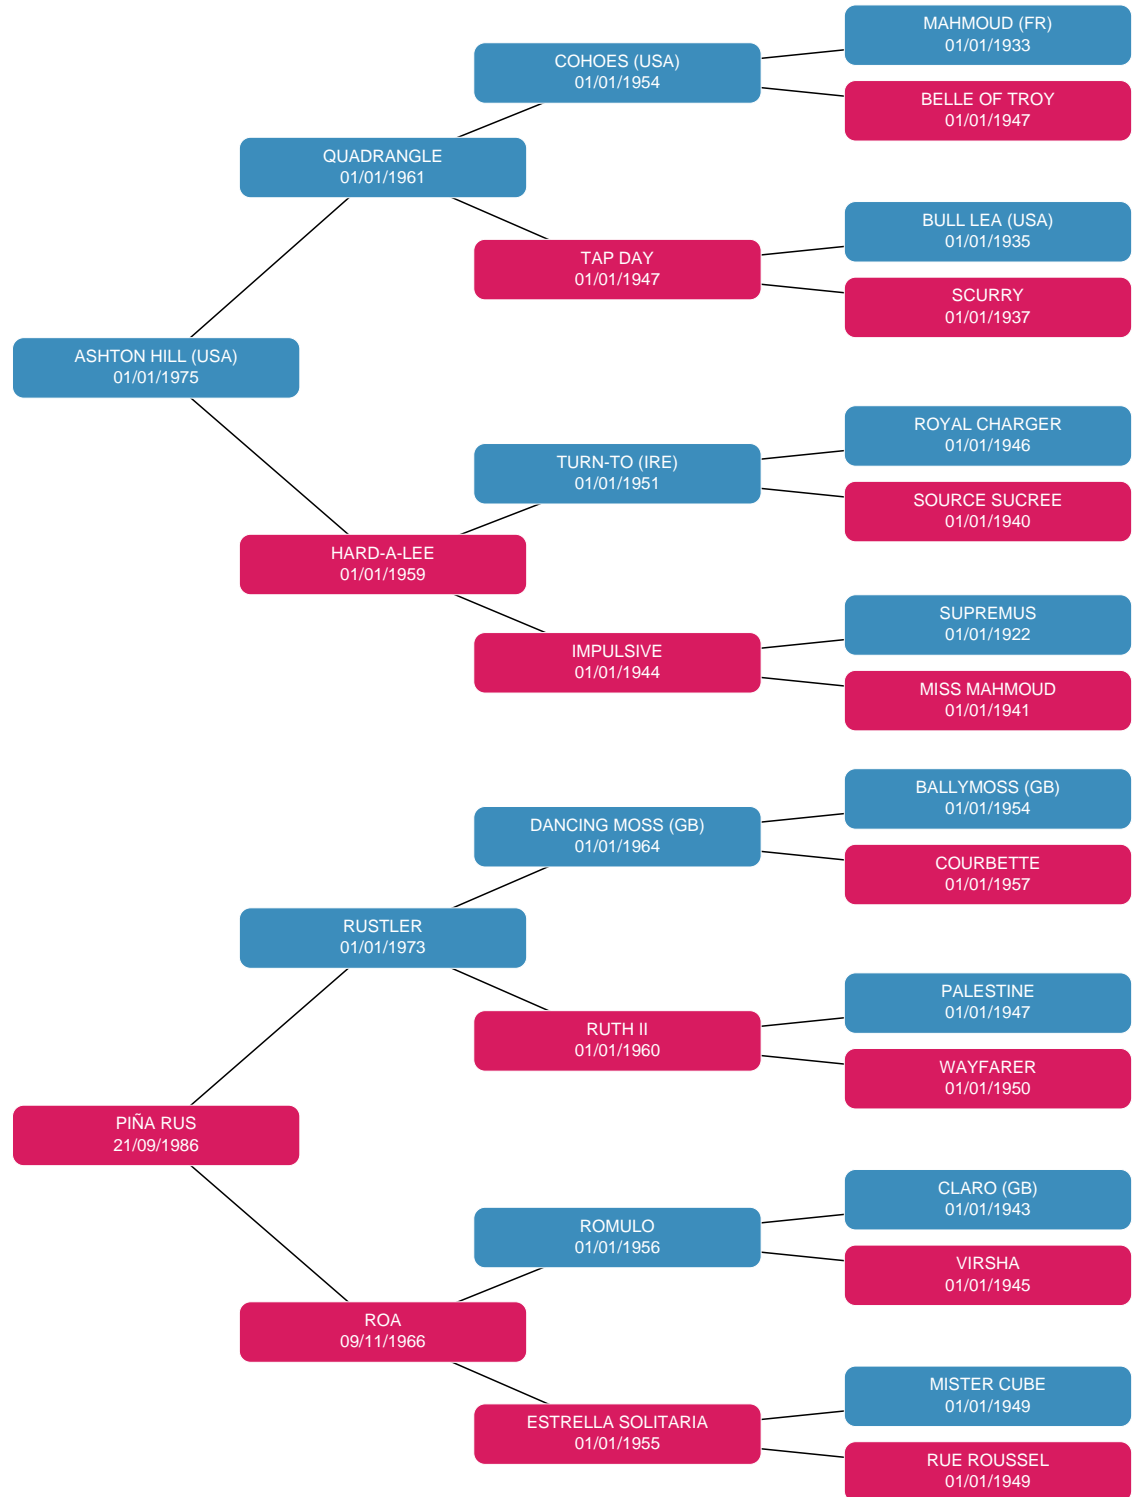 MAHMOUD (FR)
01/01/1933
COHOES (USA)
01/01/1954
BELLE OF TROY
01/01/1947
QUADRANGLE
01/01/1961
BULL LEA (USA)
01/01/1935
TAP DAY
01/01/1947
SCURRY
01/01/1937
ASHTON HILL (USA)
01/01/1975
ROYAL CHARGER
01/01/1946
TURN-TO (IRE)
01/01/1951
SOURCE SUCREE
01/01/1940
HARD-A-LEE
01/01/1959
SUPREMUS
01/01/1922
IMPULSIVE
01/01/1944
MISS MAHMOUD
01/01/1941
BALLYMOSS (GB)
01/01/1954
DANCING MOSS (GB)
01/01/1964
COURBETTE
01/01/1957
RUSTLER
01/01/1973
PALESTINE
01/01/1947
RUTH II
01/01/1960
WAYFARER
01/01/1950
PIÑA RUS
21/09/1986
CLARO (GB)
01/01/1943
ROMULO
01/01/1956
VIRSHA
01/01/1945
ROA
09/11/1966
MISTER CUBE
01/01/1949
ESTRELLA SOLITARIA
01/01/1955
RUE ROUSSEL
01/01/1949